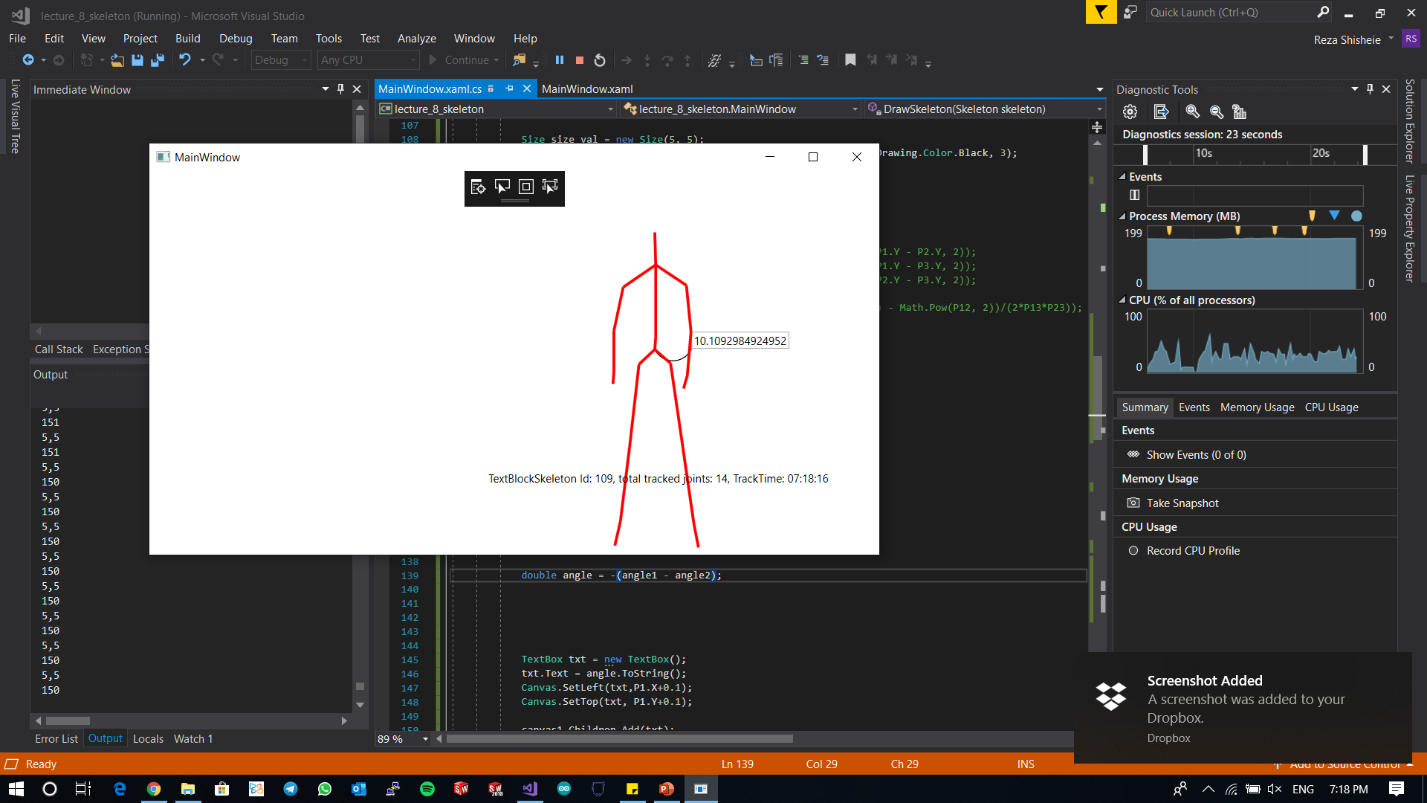 lecture_8_skeleton (Running) - Microsoft Visual Studio
Quick Launch (Ctrl+Q)
File Edit View Project Build Debug Team Tools Test Analyze Window Help
Reza Shisheie RS
Debug Any CPU Continue
Live Visual Tree
Immediate Window
MainWindow.xaml.cs MainWindow.xaml
lecture_8_skeleton lecture_8_skeleton.MainWindow DrawSkeleton(Skeleton skeleton)
107
108 Size size_val = new Size(5, 5);
Drawing.Color.Black, 3);
MainWindow
P1.Y - P2.Y, 2));
P1.Y - P3.Y, 2));
P2.Y - P3.Y, 2));
- Math.Pow(P12, 2))/(2*P13*P23));
10.1092984924952
TextBlockSkeleton Id: 109, total tracked joints: 14, TrackTime: 07:18:16
Call Stack Exception S
Output
5,5
151
5,5
151
5,5
150
5,5
150
5,5
150
5,5
150
5,5
150
5,5
150
5,5
150
5,5
150
138
139 double angle = -(angle1 - angle2);
140
141
142
143
144
145 TextBox txt = new TextBox();
146 txt.Text = angle.ToString();
147 Canvas.SetLeft(txt,P1.X+0.1);
148 Canvas.SetTop(txt, P1.Y+0.1);
149
150 canvas1.Children.Add(txt);
89 %
Error List Output Locals Watch 1
Diagnostic Tools
Diagnostics session: 23 seconds
10s 20s
Events
Process Memory (MB)
199 199
0 0
CPU (% of all processors)
100 100
0 0
Summary Events Memory Usage CPU Usage
Events
Show Events (0 of 0)
Memory Usage
Take Snapshot
CPU Usage
Record CPU Profile
Solution Explorer
Live Property Explorer
Screenshot Added
A screenshot was added to your
Dropbox.
Dropbox
Ready Ln 139 Col 29 Ch 29 INS Add to Source Control
ENG 7:18 PM